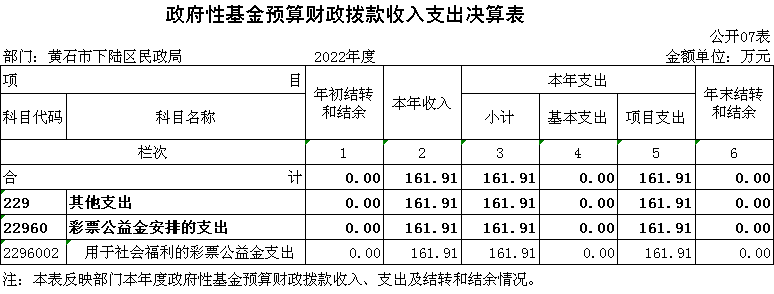 政府性基金预算财政拨款收入支出决算表
公开07表
部门：黄石市下陆区民政局 2022年度 金额单位：万元
项 目 年初结转和结余 本年收入 本年支出 年末结转和结余
科目代码 科目名称 小计 基本支出 项目支出
栏次 1 2 3 4 5 6
合 计 0.00 161.91 161.91 0.00 161.91 0.00
229 其他支出 0.00 161.91 161.91 0.00 161.91 0.00
22960 彩票公益金安排的支出 0.00 161.91 161.91 0.00 161.91 0.00
2296002 用于社会福利的彩票公益金支出 0.00 161.91 161.91 0.00 161.91 0.00
注：本表反映部门本年度政府性基金预算财政拨款收入、支出及结转和结余情况。